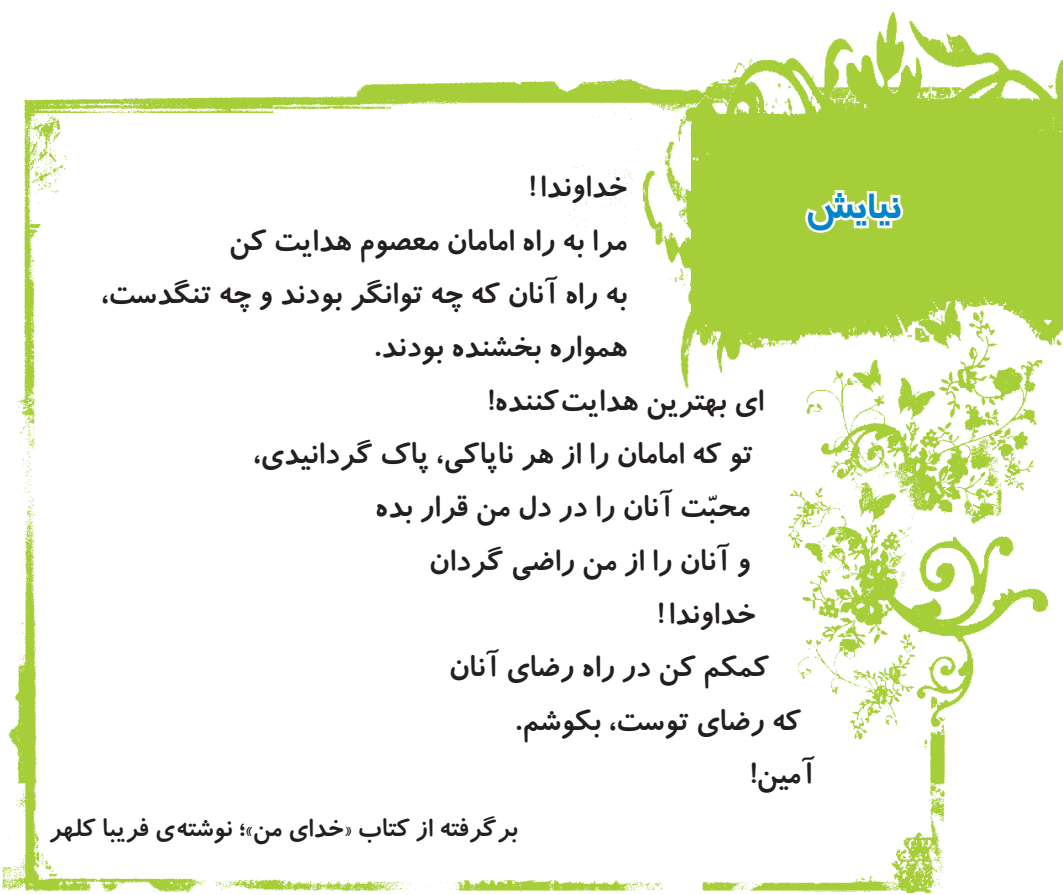 نیایش
خداوندا!
مرا به راه امامان معصوم هدایت کن
به راه آنان که چه توانگر بودند و چه تنگدست،
همواره بخشنده بودند.
ای بهترین هدایت‌کننده!
تو که امامان را از هر ناپاکی، پاک گردانیدی،
محبّت آنان را در دل من قرار بده
و آنان را از من راضی گردان
خداوندا!
کمکم کن در راه رضای آنان
که رضای توست، بکوشم.
آمین!
برگرفته از کتاب «خدای من»؛ نوشته‌ی فریبا کلهر